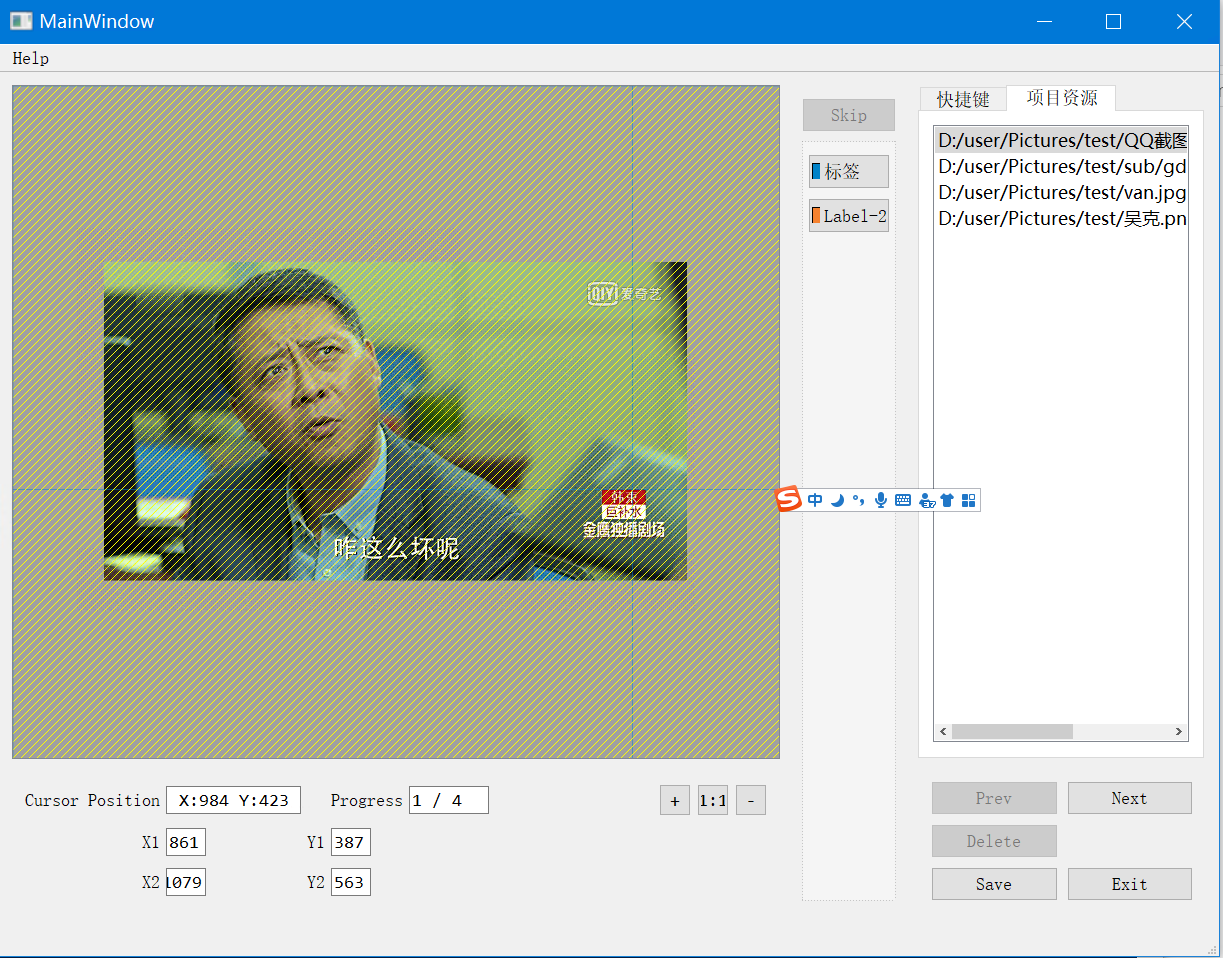 MainWindow
Help
快捷键 项目资源
Skip
D:/user/Pictures/test/QQ截图
D:/user/Pictures/test/sub/gd
D:/user/Pictures/test/van.jpg
D:/user/Pictures/test/吴克.pn
标签
Label-2
iQIYI 爱奇艺
韩束
巨补水
金鹰独播剧场
咋这么坏呢
中
Cursor Position X:984 Y:423 Progress 1 / 4 + 1:1 -
X1 861 Y1 387
X2 1079 Y2 563
Prev Next
Delete
Save Exit